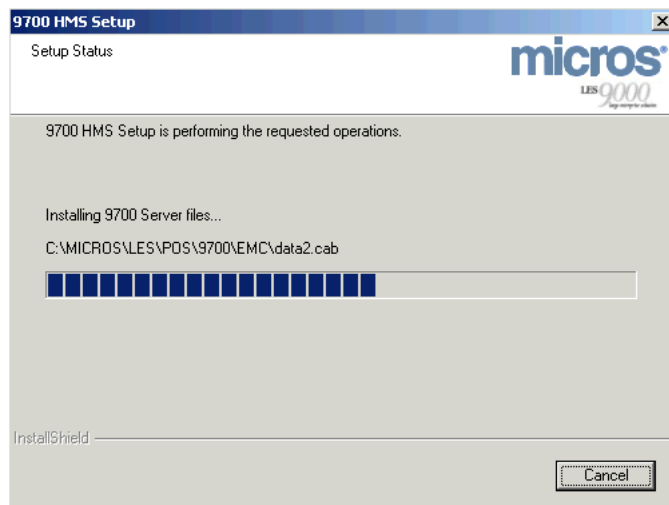 9700 HMS Setup
Setup Status
micros
LES 9000
9700 HMS Setup is performing the requested operations.
Installing 9700 Server files...
C:\MICROS\LES\POS\9700\EMC\data2.cab
InstallShield
Cancel